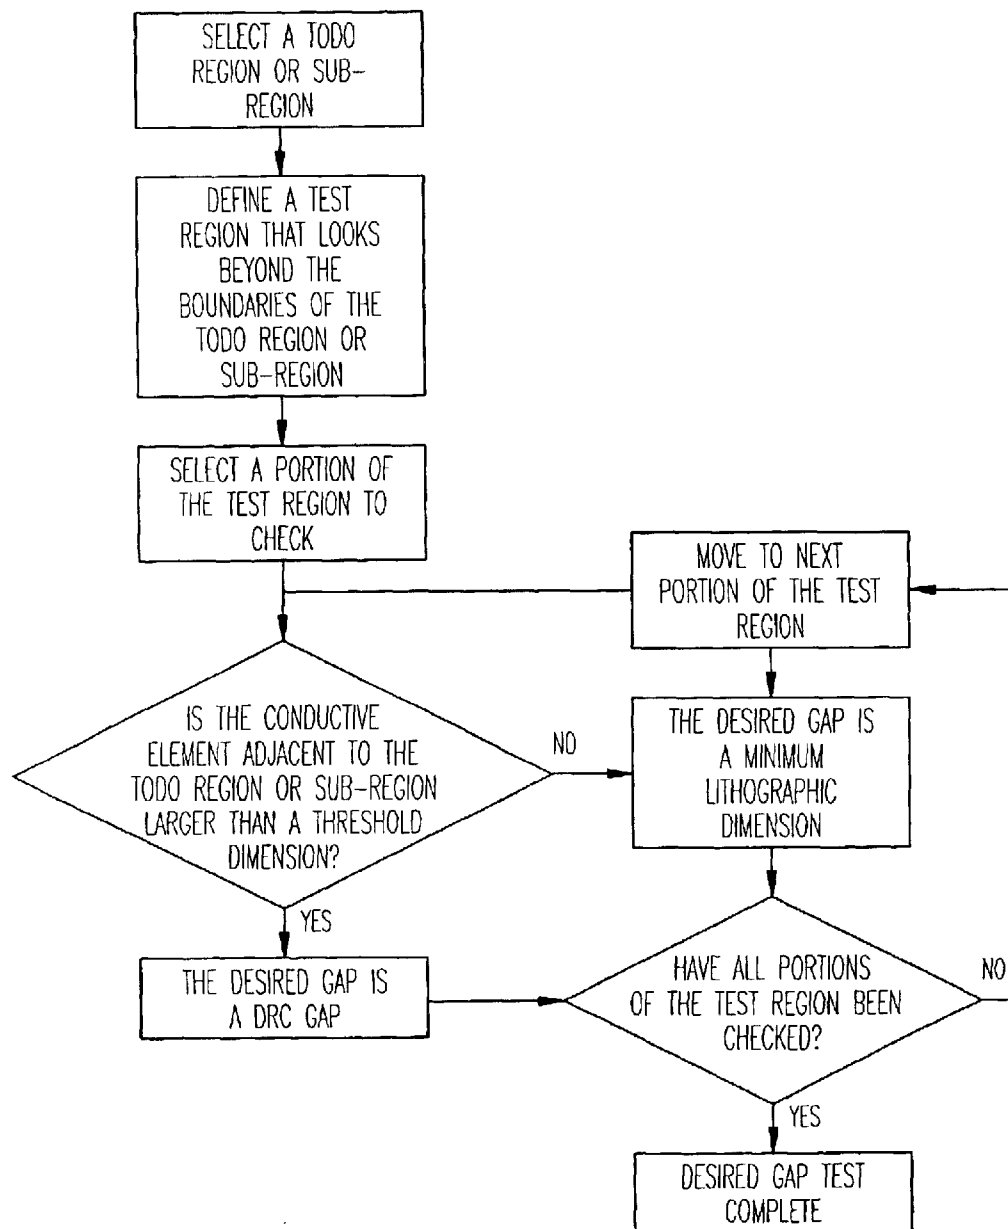 SELECT A TODO
REGION OR SUB-
REGION
DEFINE A TEST
REGION THAT LOOKS
BEYOND THE
BOUNDARIES OF THE
TODO REGION OR
SUB-REGION
SELECT A PORTION OF
THE TEST REGION TO
CHECK
MOVE TO NEXT
PORTION OF THE TEST
REGION
IS THE CONDUCTIVE
ELEMENT ADJACENT TO THE
TODO REGION OR SUB-REGION
LARGER THAN A THRESHOLD
DIMENSION?
NO
THE DESIRED GAP IS
A MINIMUM
LITHOGRAPHIC
DIMENSION
YES
THE DESIRED GAP IS
A DRC GAP
HAVE ALL PORTIONS
OF THE TEST REGION BEEN
CHECKED?
NO
YES
DESIRED GAP TEST
COMPLETE